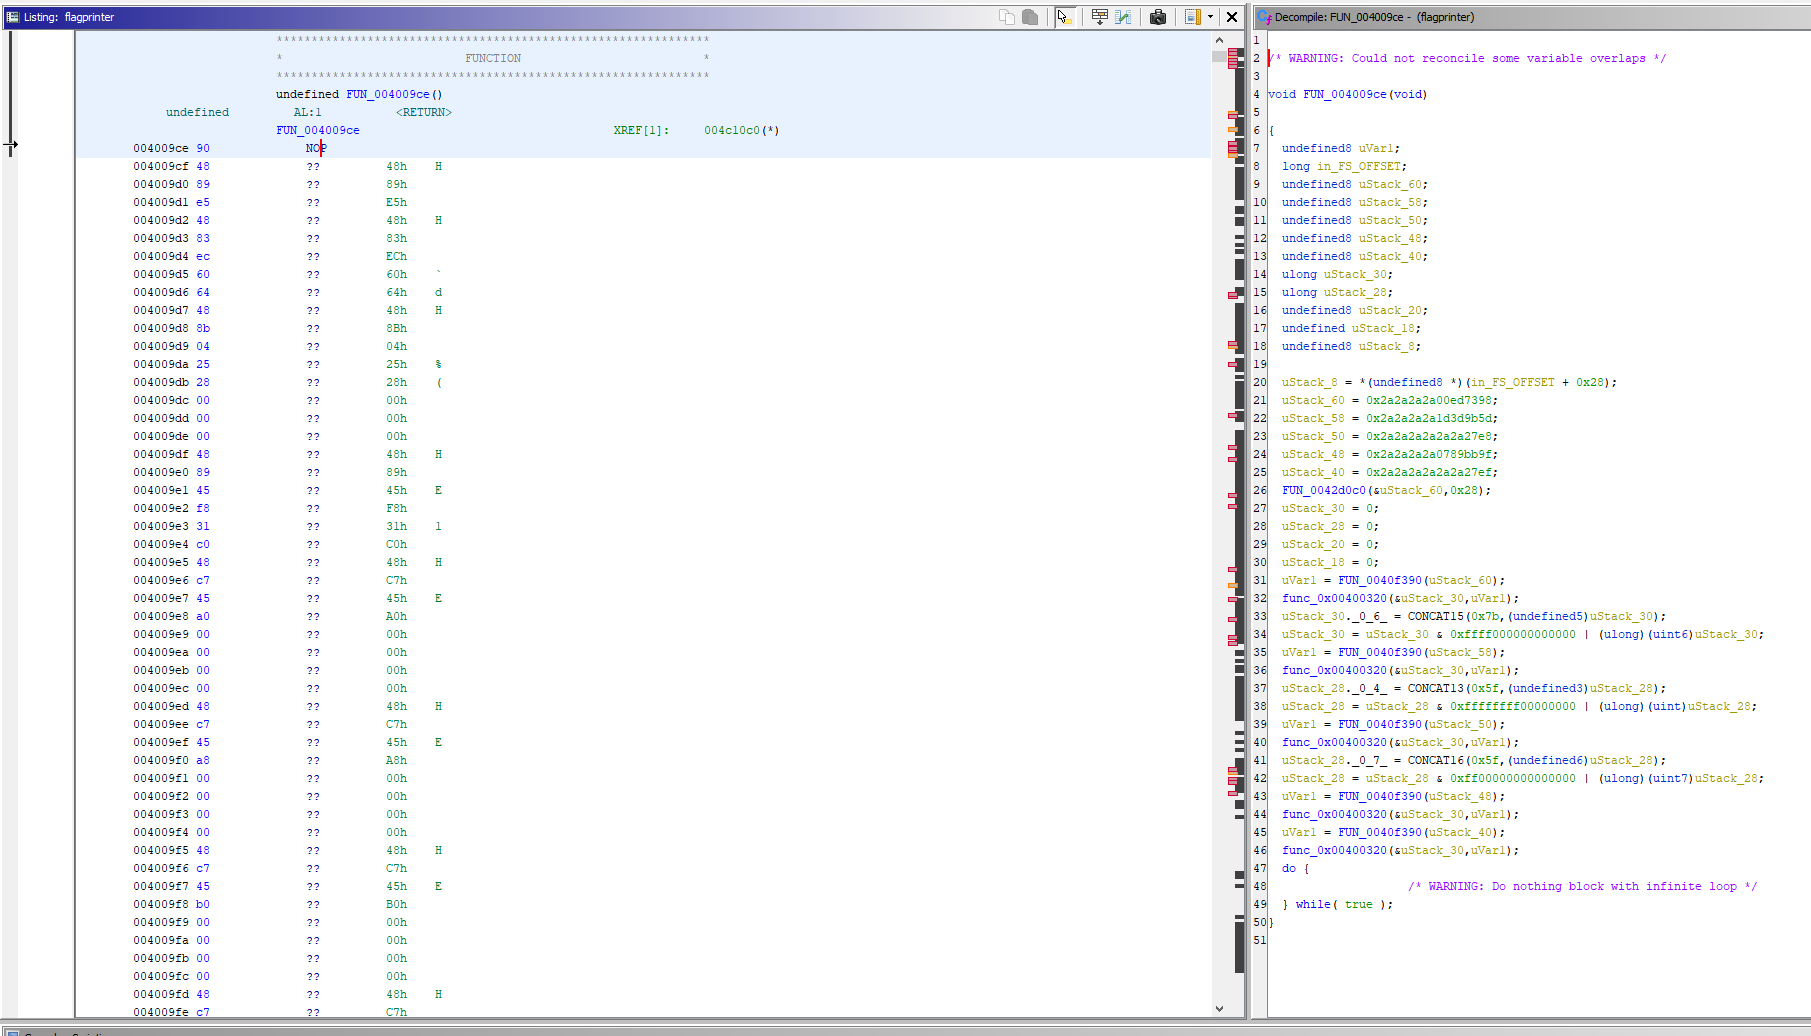 Listing: flagprinter
************************************************************
* FUNCTION *
************************************************************
undefined FUN_004009ce()
undefined AL:1 <RETURN>
FUN_004009ce XREF[1]: 004c10c0(*)
004009ce 90 NOP
004009cf 48 ?? 48h H
004009d0 89 ?? 89h
004009d1 e5 ?? E5h
004009d2 48 ?? 48h H
004009d3 83 ?? 83h
004009d4 ec ?? ECh
004009d5 60 ?? 60h `
004009d6 64 ?? 64h d
004009d7 48 ?? 48h H
004009d8 8b ?? 8Bh
004009d9 04 ?? 04h
004009da 25 ?? 25h %
004009db 28 ?? 28h (
004009dc 00 ?? 00h
004009dd 00 ?? 00h
004009de 00 ?? 00h
004009df 48 ?? 48h H
004009e0 89 ?? 89h
004009e1 45 ?? 45h E
004009e2 f8 ?? F8h
004009e3 31 ?? 31h 1
004009e4 c0 ?? C0h
004009e5 48 ?? 48h H
004009e6 c7 ?? C7h
004009e7 45 ?? 45h E
004009e8 a0 ?? A0h
004009e9 00 ?? 00h
004009ea 00 ?? 00h
004009eb 00 ?? 00h
004009ec 00 ?? 00h
004009ed 48 ?? 48h H
004009ee c7 ?? C7h
004009ef 45 ?? 45h E
004009f0 a8 ?? A8h
004009f1 00 ?? 00h
004009f2 00 ?? 00h
004009f3 00 ?? 00h
004009f4 00 ?? 00h
004009f5 48 ?? 48h H
004009f6 c7 ?? C7h
004009f7 45 ?? 45h E
004009f8 b0 ?? B0h
004009f9 00 ?? 00h
004009fa 00 ?? 00h
004009fb 00 ?? 00h
004009fc 00 ?? 00h
004009fd 48 ?? 48h H
004009fe c7 ?? C7h
Decompile: FUN_004009ce - (flagprinter)
1
2 /* WARNING: Could not reconcile some variable overlaps */
3
4 void FUN_004009ce(void)
5
6 {
7 undefined8 uVar1;
8 long in_FS_OFFSET;
9 undefined8 uStack_60;
10 undefined8 uStack_58;
11 undefined8 uStack_50;
12 undefined8 uStack_48;
13 undefined8 uStack_40;
14 ulong uStack_30;
15 ulong uStack_28;
16 undefined8 uStack_20;
17 undefined uStack_18;
18 undefined8 uStack_8;
19
20 uStack_8 = *(undefined8 *)(in_FS_OFFSET + 0x28);
21 uStack_60 = 0x2a2a2a2a00ed7398;
22 uStack_58 = 0x2a2a2a2a1d3d9b5d;
23 uStack_50 = 0x2a2a2a2a2a2a27e8;
24 uStack_48 = 0x2a2a2a2a0789bb9f;
25 uStack_40 = 0x2a2a2a2a2a2a27ef;
26 FUN_0042d0c0(&uStack_60,0x28);
27 uStack_30 = 0;
28 uStack_28 = 0;
29 uStack_20 = 0;
30 uStack_18 = 0;
31 uVar1 = FUN_0040f390(uStack_60);
32 func_0x00400320(&uStack_30,uVar1);
33 uStack_30._0_6_ = CONCAT15(0x7b,(undefined5)uStack_30);
34 uStack_30 = uStack_30 & 0xffff000000000000 | (ulong)(uint6)uStack_30;
35 uVar1 = FUN_0040f390(uStack_58);
36 func_0x00400320(&uStack_30,uVar1);
37 uStack_28._0_4_ = CONCAT13(0x5f,(undefined3)uStack_28);
38 uStack_28 = uStack_28 & 0xffffffff00000000 | (ulong)(uint)uStack_28;
39 uVar1 = FUN_0040f390(uStack_50);
40 func_0x00400320(&uStack_30,uVar1);
41 uStack_28._0_7_ = CONCAT16(0x5f,(undefined6)uStack_28);
42 uStack_28 = uStack_28 & 0xff00000000000000 | (ulong)(uint7)uStack_28;
43 uVar1 = FUN_0040f390(uStack_48);
44 func_0x00400320(&uStack_30,uVar1);
45 uVar1 = FUN_0040f390(uStack_40);
46 func_0x00400320(&uStack_30,uVar1);
47 do {
48 /* WARNING: Do nothing block with infinite loop */
49 } while( true );
50 }
51